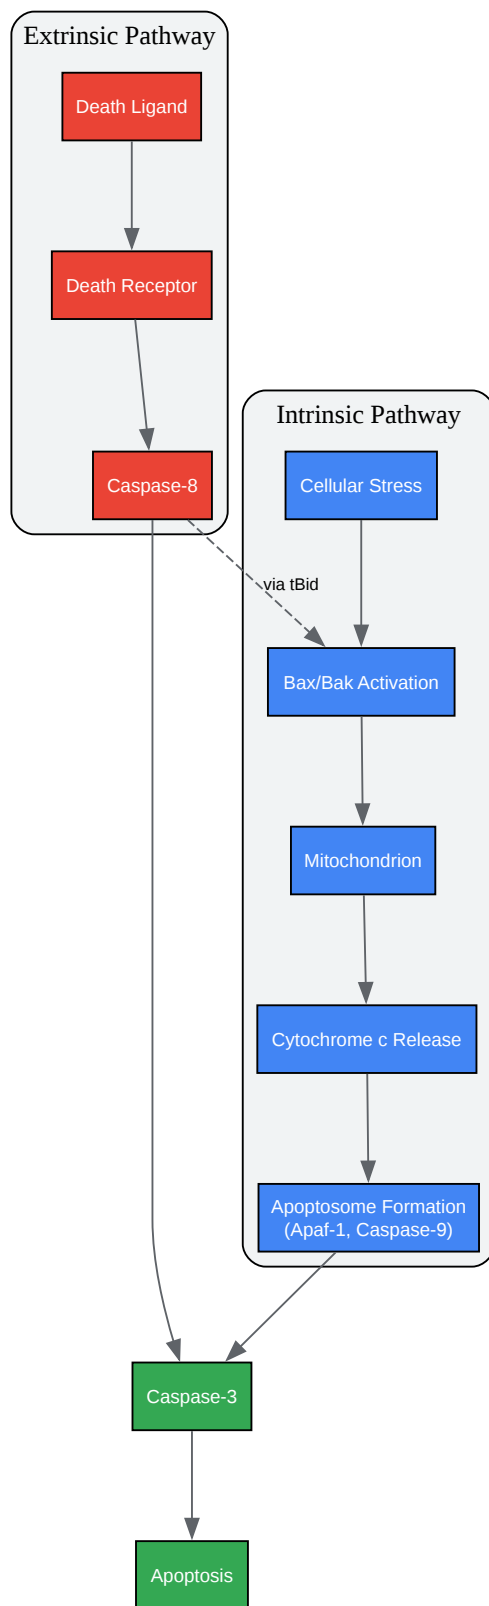 Extrinsic Pathway
Death Ligand
Death Receptor
Caspase-8
Intrinsic Pathway
Cellular Stress
via tBid
Bax/Bak Activation
Mitochondrion
Cytochrome c Release
Apoptosome Formation
(Apaf-1, Caspase-9)
Caspase-3
Apoptosis